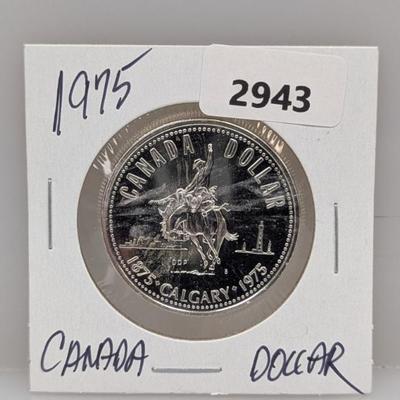 1975
2943
CANADA DOLLAR
1875 · CALGARY · 1975
CANADA DOLLAR